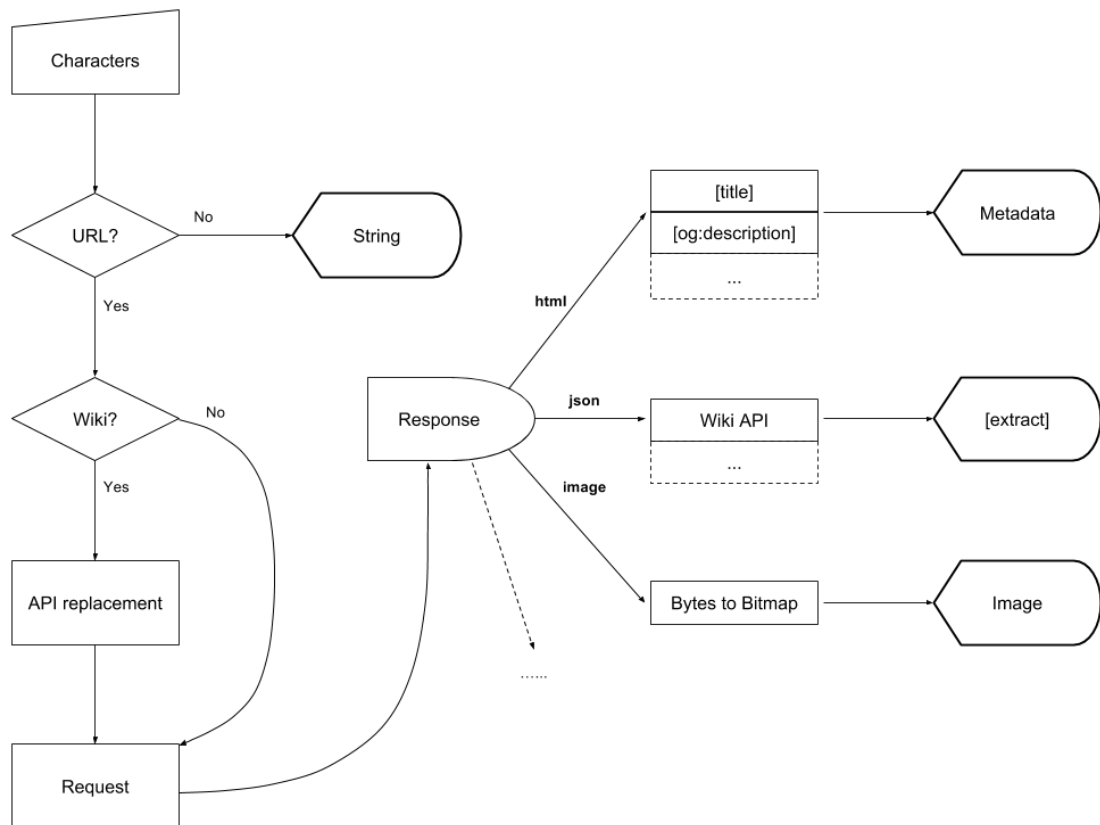 Characters
URL?
No
String
Yes
Wiki?
No
Yes
API replacement
Request
Response
html
json
image
......
[title]
[og:description]
...
Metadata
Wiki API
...
[extract]
Bytes to Bitmap
Image